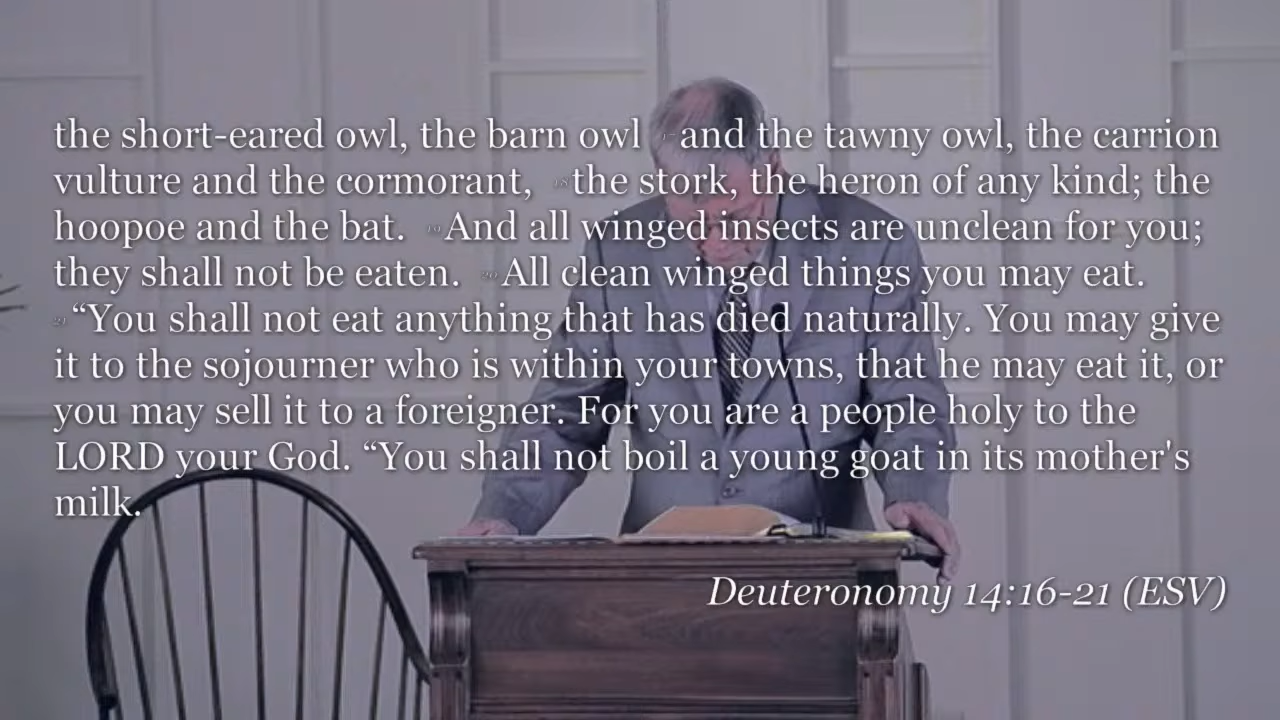 the short-eared owl, the barn owl 17 and the tawny owl, the carrion
vulture and the cormorant, 18 the stork, the heron of any kind; the
hoopoe and the bat. 19 And all winged insects are unclean for you;
they shall not be eaten. 20 All clean winged things you may eat.
21 “You shall not eat anything that has died naturally. You may give
it to the sojourner who is within your towns, that he may eat it, or
you may sell it to a foreigner. For you are a people holy to the
LORD your God. “You shall not boil a young goat in its mother's
milk.
Deuteronomy 14:16-21 (ESV)